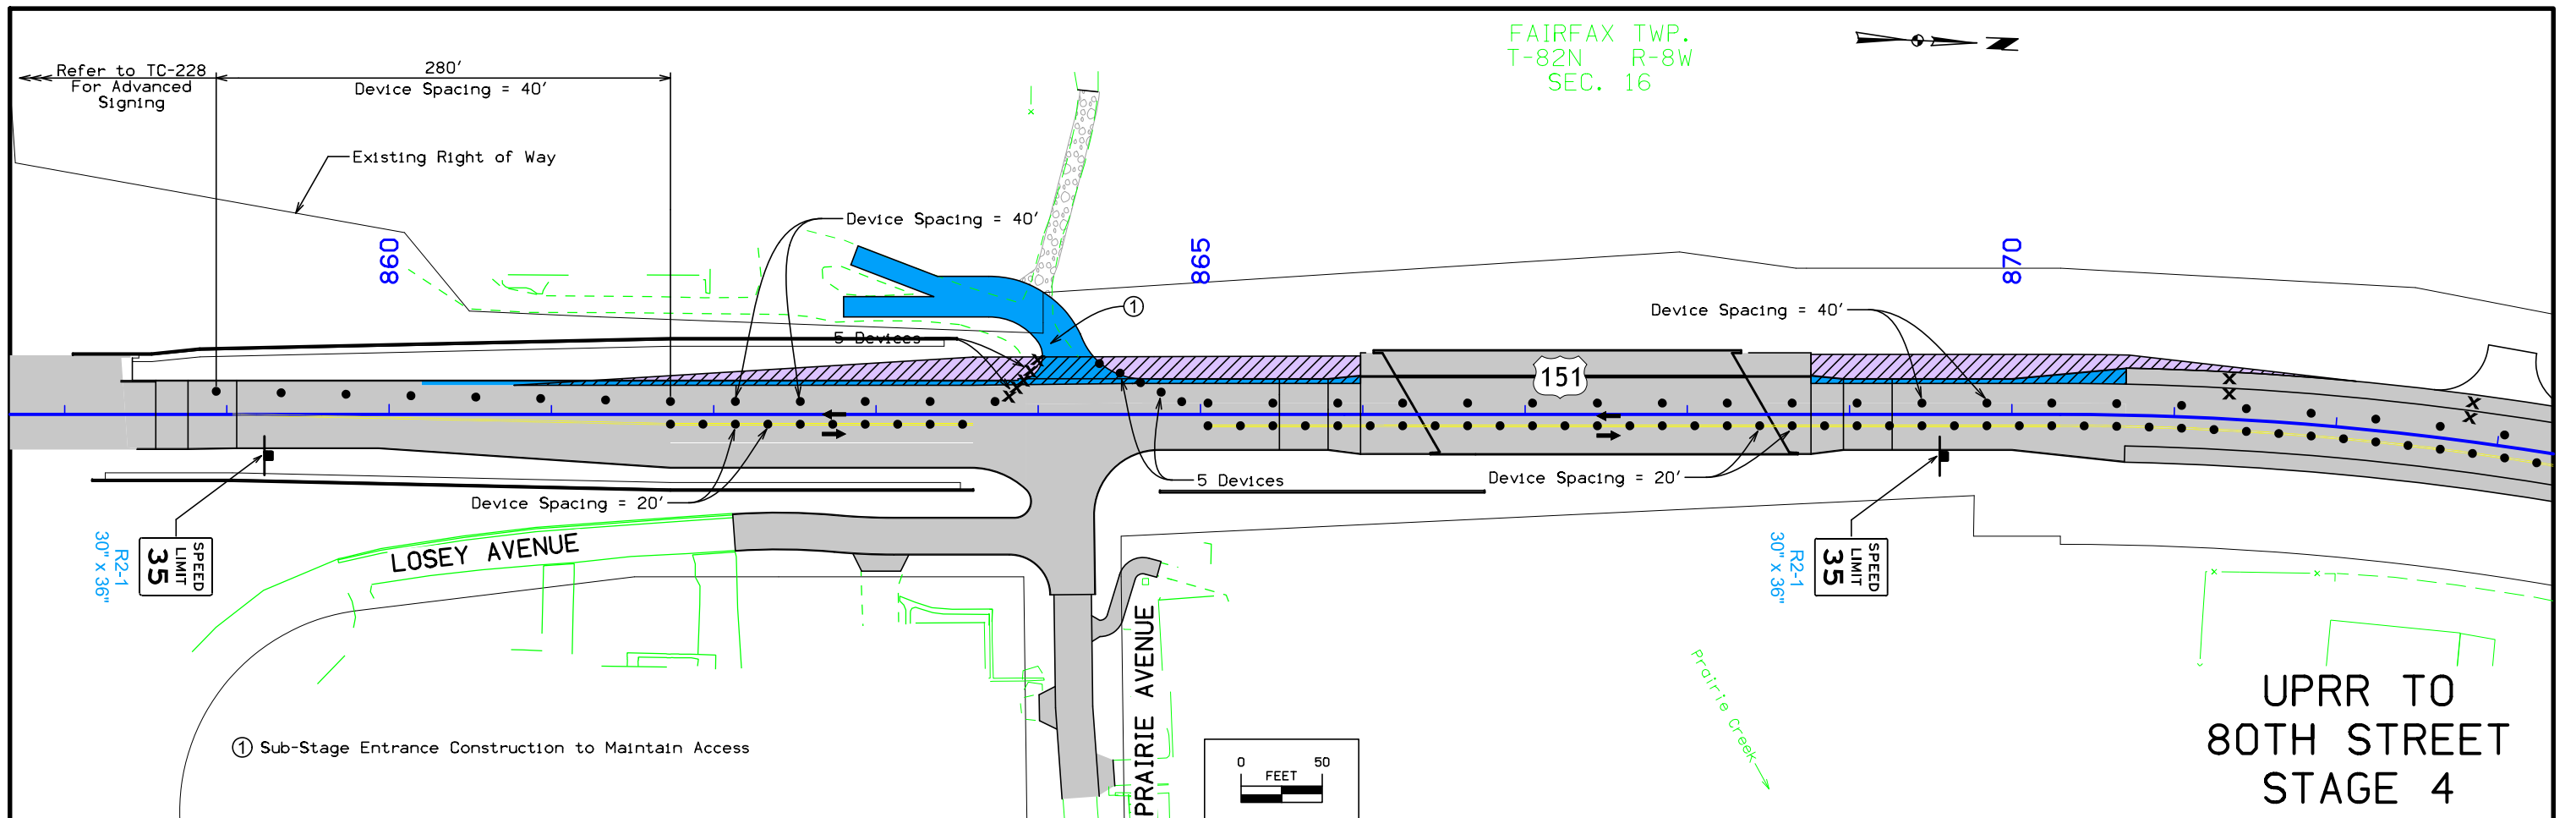 FAIRFAX TWP.
T-82N R-8W
SEC. 16
Refer to TC-228
For Advanced
Signing
280'
Device Spacing = 40'
Existing Right of Way
Device Spacing = 40'
860
865
870
1
Device Spacing = 40'
5 Devices
151
5 Devices
Device Spacing = 20'
Device Spacing = 20'
SPEED
LIMIT
35
R2-1
30" x 36"
LOSEY AVENUE
SPEED
LIMIT
35
R2-1
30" x 36"
PRAIRIE AVENUE
Prairie Creek
1 Sub-Stage Entrance Construction to Maintain Access
0 50
FEET
UPRR TO
80TH STREET
STAGE 4
N